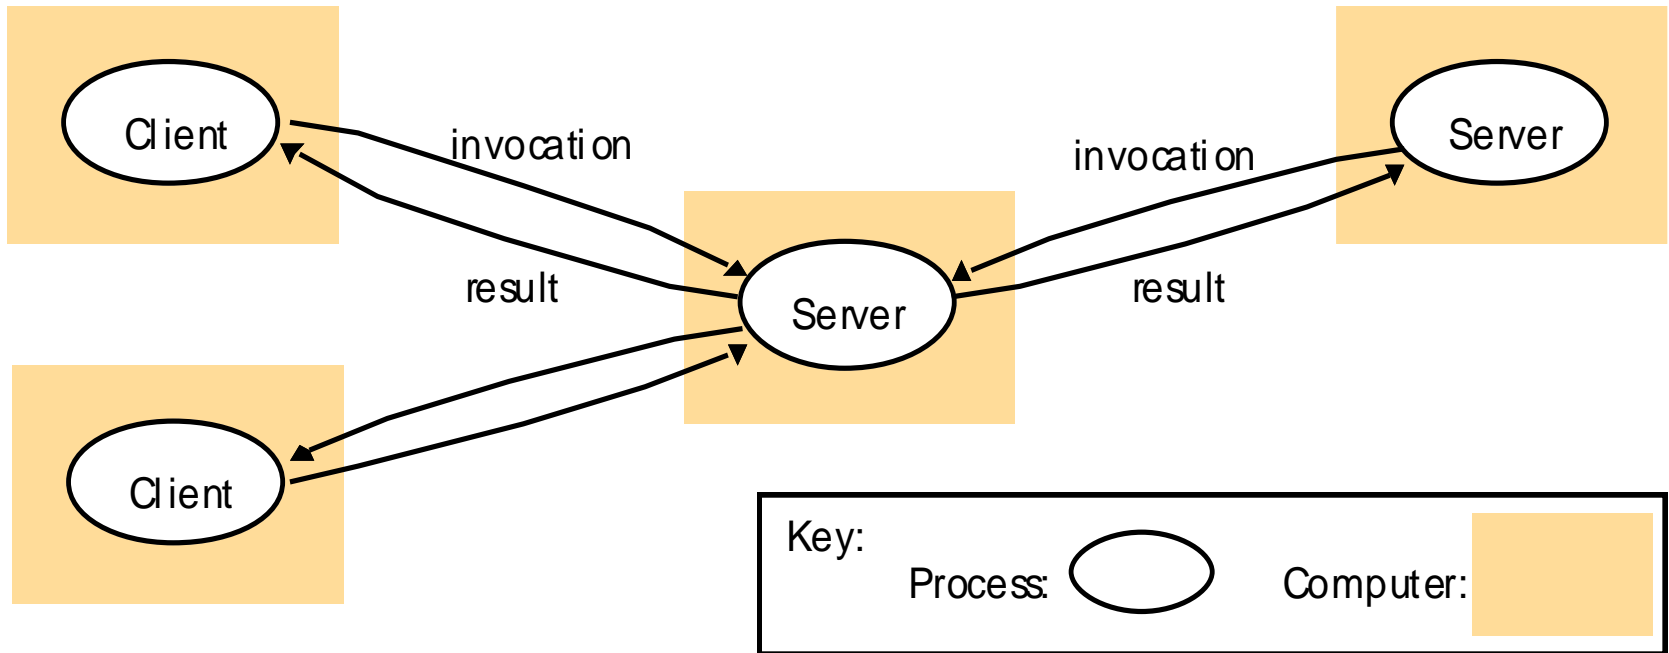 Client
invocation
result
Client
Server
invocation
result
Server
Key:
Process:
Computer: